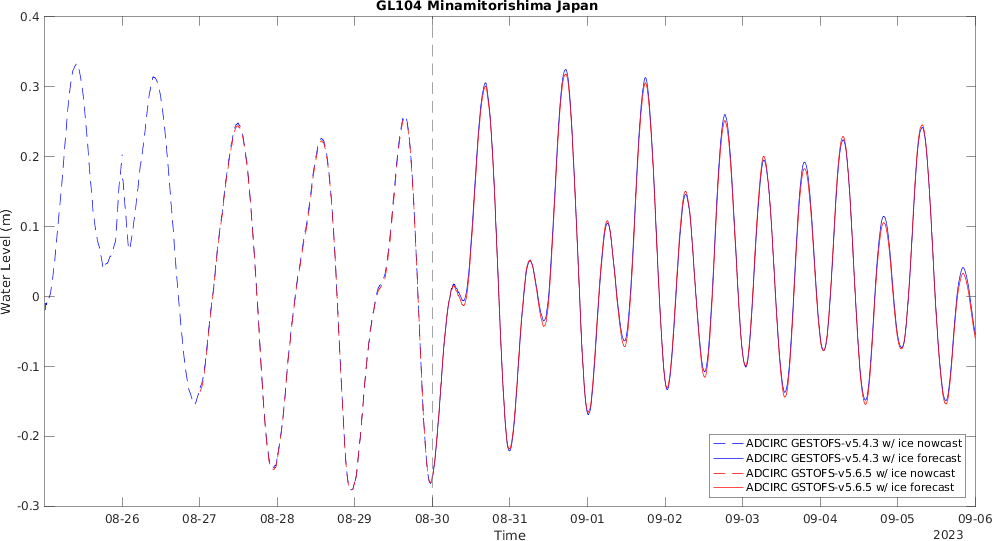 GL104 Minamitorishima Japan
0.4
0.3
0.2
0.1
0
-0.1
-0.2
-0.3
Water Level (m)
ADCIRC GESTOFS-v5.4.3 w/ ice nowcast
ADCIRC GESTOFS-v5.4.3 w/ ice forecast
ADCIRC GSTOFS-v5.6.5 w/ ice nowcast
ADCIRC GSTOFS-v5.6.5 w/ ice forecast
08-26 08-27 08-28 08-29 08-30 08-31 09-01 09-02 09-03 09-04 09-05 09-06
Time
2023